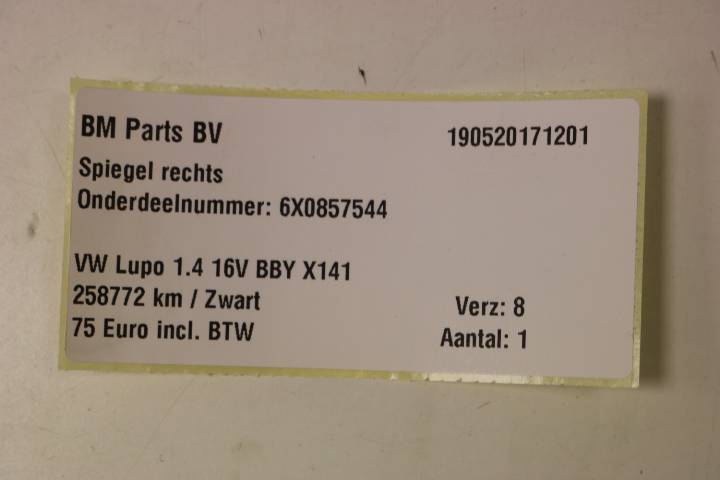 BM Parts BV 190520171201
Spiegel rechts
Onderdeelnummer: 6X0857544
VW Lupo 1.4 16V BBY X141
258772 km / Zwart Verz: 8
75 Euro incl. BTW Aantal: 1